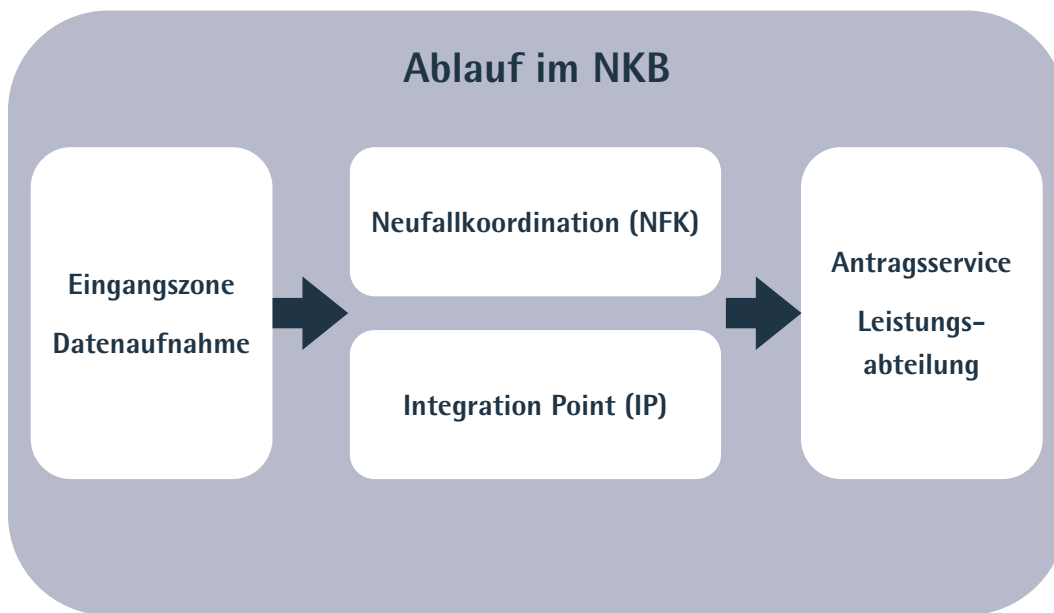 Ablauf im NKB
Eingangszone
Datenaufnahme
Neufallkoordination (NFK)
Integration Point (IP)
Antragsservice
Leistungs-
abteilung